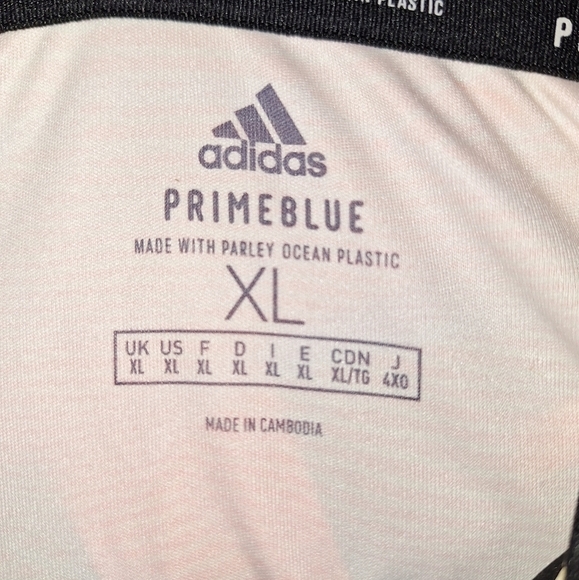 PLASTIC
P
adidas
PRIMEBLUE
MADE WITH PARLEY OCEAN PLASTIC
XL
UK US F D I E CDN J
XL XL XL XL XL XL XL/TG 4XO
MADE IN CAMBODIA